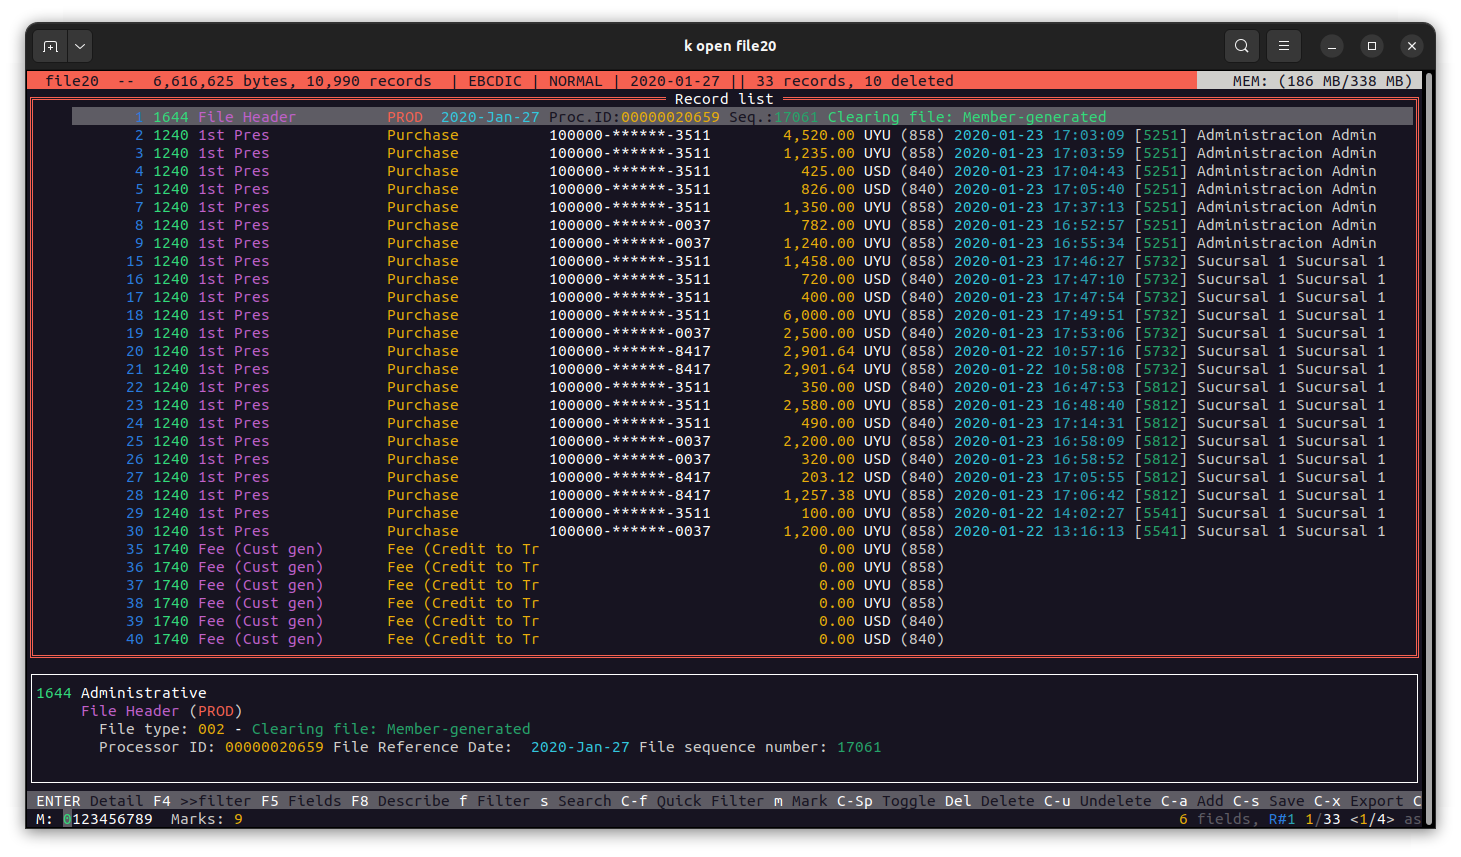 k open file20
file20  --  6,616,625 bytes, 10,990 records  | EBCDIC | NORMAL | 2020-01-27 || 33 records, 10 deleted MEM: (186 MB/338 MB)
Record list
1 1644 File Header PROD 2020-Jan-27 Proc.ID:00000020659 Seq.:17061 Clearing file: Member-generated
2 1240 1st Pres Purchase 100000-******-3511 4,520.00 UYU (858) 2020-01-23 17:03:09 [5251] Administracion Admin
3 1240 1st Pres Purchase 100000-******-3511 1,235.00 UYU (858) 2020-01-23 17:03:59 [5251] Administracion Admin
4 1240 1st Pres Purchase 100000-******-3511 425.00 USD (840) 2020-01-23 17:04:43 [5251] Administracion Admin
5 1240 1st Pres Purchase 100000-******-3511 826.00 USD (840) 2020-01-23 17:05:40 [5251] Administracion Admin
7 1240 1st Pres Purchase 100000-******-3511 1,350.00 UYU (858) 2020-01-23 17:37:13 [5251] Administracion Admin
8 1240 1st Pres Purchase 100000-******-0037 782.00 UYU (858) 2020-01-23 16:52:57 [5251] Administracion Admin
9 1240 1st Pres Purchase 100000-******-0037 1,240.00 UYU (858) 2020-01-23 16:55:34 [5251] Administracion Admin
15 1240 1st Pres Purchase 100000-******-3511 1,458.00 UYU (858) 2020-01-23 17:46:27 [5732] Sucursal 1 Sucursal 1
16 1240 1st Pres Purchase 100000-******-3511 720.00 USD (840) 2020-01-23 17:47:10 [5732] Sucursal 1 Sucursal 1
17 1240 1st Pres Purchase 100000-******-3511 400.00 USD (840) 2020-01-23 17:47:54 [5732] Sucursal 1 Sucursal 1
18 1240 1st Pres Purchase 100000-******-3511 6,000.00 UYU (858) 2020-01-23 17:49:51 [5732] Sucursal 1 Sucursal 1
19 1240 1st Pres Purchase 100000-******-0037 2,500.00 USD (840) 2020-01-23 17:53:06 [5732] Sucursal 1 Sucursal 1
20 1240 1st Pres Purchase 100000-******-8417 2,901.64 UYU (858) 2020-01-22 10:57:16 [5732] Sucursal 1 Sucursal 1
21 1240 1st Pres Purchase 100000-******-8417 2,901.64 UYU (858) 2020-01-22 10:58:08 [5732] Sucursal 1 Sucursal 1
22 1240 1st Pres Purchase 100000-******-3511 350.00 USD (840) 2020-01-23 16:47:53 [5812] Sucursal 1 Sucursal 1
23 1240 1st Pres Purchase 100000-******-3511 2,580.00 UYU (858) 2020-01-23 16:48:40 [5812] Sucursal 1 Sucursal 1
24 1240 1st Pres Purchase 100000-******-3511 490.00 USD (840) 2020-01-23 17:14:31 [5812] Sucursal 1 Sucursal 1
25 1240 1st Pres Purchase 100000-******-0037 2,200.00 UYU (858) 2020-01-23 16:58:09 [5812] Sucursal 1 Sucursal 1
26 1240 1st Pres Purchase 100000-******-0037 320.00 USD (840) 2020-01-23 16:58:52 [5812] Sucursal 1 Sucursal 1
27 1240 1st Pres Purchase 100000-******-8417 203.12 USD (840) 2020-01-23 17:05:55 [5812] Sucursal 1 Sucursal 1
28 1240 1st Pres Purchase 100000-******-8417 1,257.38 UYU (858) 2020-01-23 17:06:42 [5812] Sucursal 1 Sucursal 1
29 1240 1st Pres Purchase 100000-******-3511 100.00 USD (840) 2020-01-22 14:02:27 [5541] Sucursal 1 Sucursal 1
30 1240 1st Pres Purchase 100000-******-0037 1,200.00 UYU (858) 2020-01-22 13:16:13 [5541] Sucursal 1 Sucursal 1
35 1740 Fee (Cust gen) Fee (Credit to Tr 0.00 UYU (858)
36 1740 Fee (Cust gen) Fee (Credit to Tr 0.00 UYU (858)
37 1740 Fee (Cust gen) Fee (Credit to Tr 0.00 UYU (858)
38 1740 Fee (Cust gen) Fee (Credit to Tr 0.00 UYU (858)
39 1740 Fee (Cust gen) Fee (Credit to Tr 0.00 USD (840)
40 1740 Fee (Cust gen) Fee (Credit to Tr 0.00 USD (840)
1644 Administrative
File Header (PROD)
File type: 002 - Clearing file: Member-generated
Processor ID: 00000020659 File Reference Date:  2020-Jan-27 File sequence number: 17061
ENTER Detail F4 >>filter F5 Fields F8 Describe f Filter s Search C-f Quick Filter m Mark C-Sp Toggle Del Delete C-u Undelete C-a Add C-s Save C-x Export C
M: 0123456789  Marks: 9 6 fields, R#1 1/33 <1/4> as